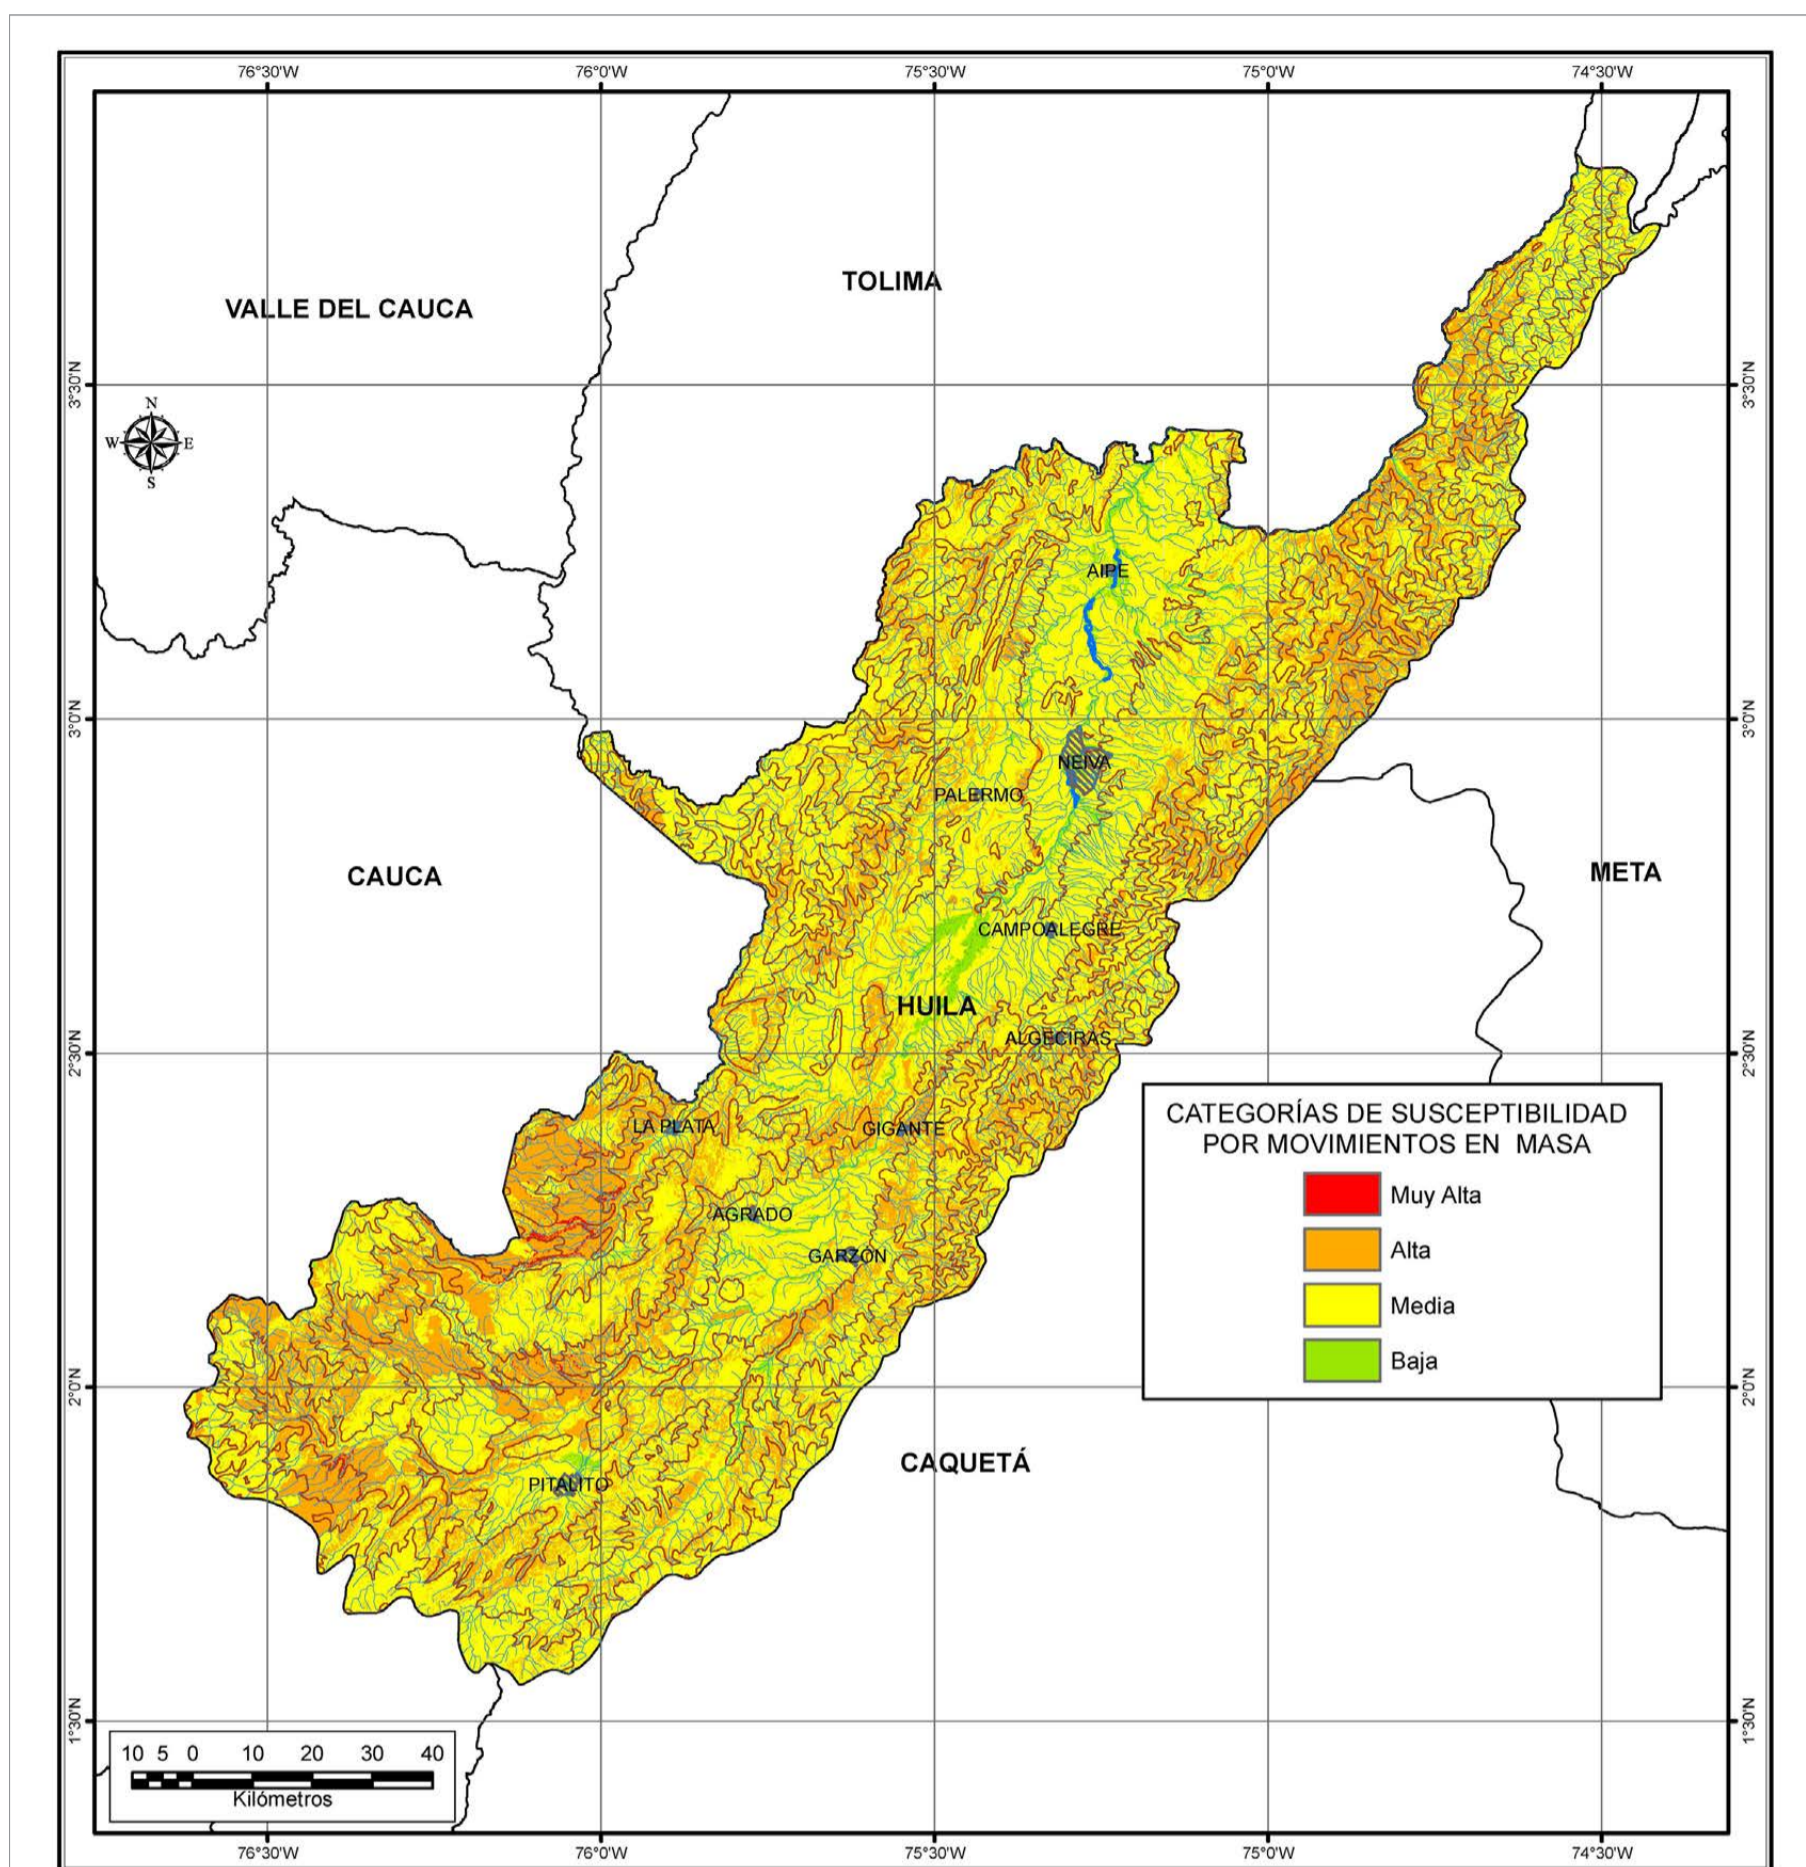 76°30'W 76°0'W 75°30'W 75°0'W 74°30'W
TOLIMA
VALLE DEL CAUCA
3°30'N 3°30'N
N
W E
S
AIPE
3°0'N 3°0'N
NEIVA
PALERMO
CAUCA
META
CAMPOALEGRE
HUILA
ALGECIRAS
2°30'N 2°30'N
CATEGORÍAS DE SUSCEPTIBILIDAD
POR MOVIMIENTOS EN MASA
Muy Alta
Alta
Media
Baja
LA PLATA
GIGANTE
AGRADO
GARZÓN
2°0'N 2°0'N
CAQUETÁ
PITALITO
1°30'N 1°30'N
10 5 0 10 20 30 40
Kilómetros
76°30'W 76°0'W 75°30'W 75°0'W 74°30'W